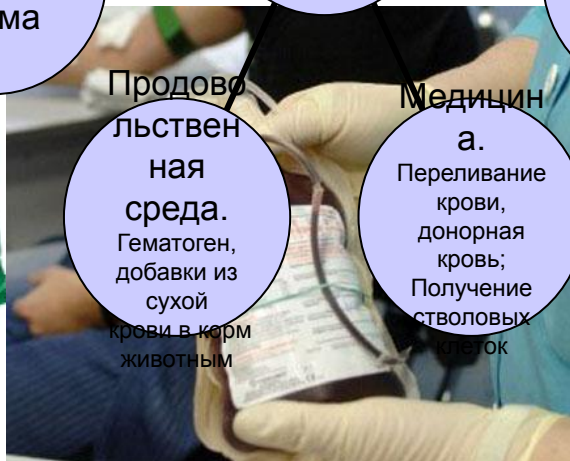 ма
Продово
льствен
ная
среда.
Гематоген,
добавки из
сухой
крови в корм
животным
Медицин
а.
Переливание
крови,
донорная
кровь;
Получение
стволовых
клеток